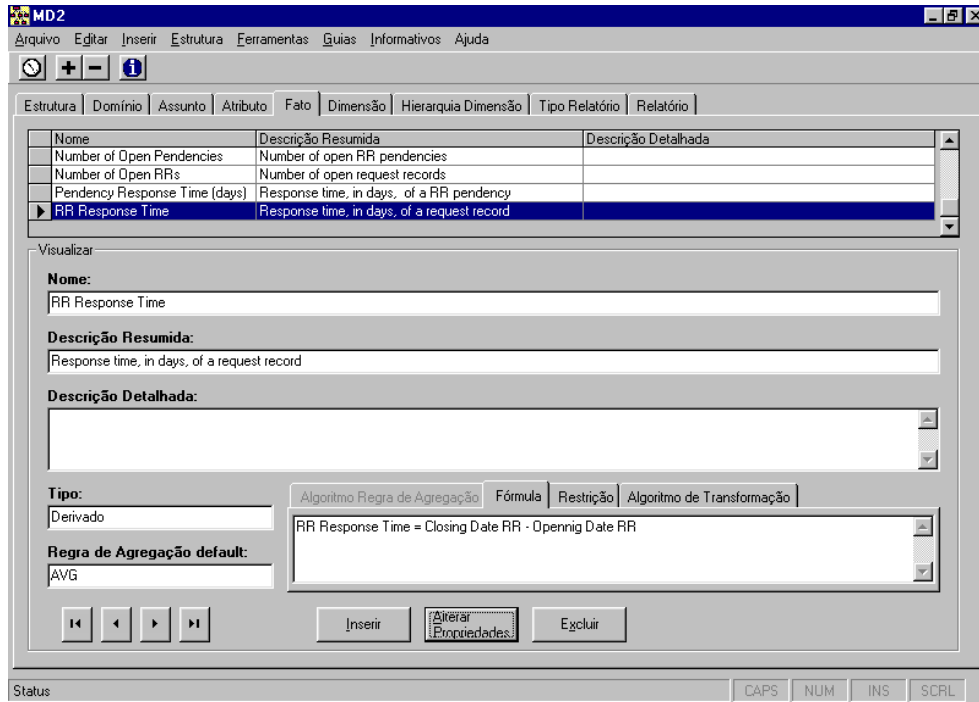 MD2
Arquivo Editar Inserir Estrutura Ferramentas Guias Informativos Ajuda
Estrutura Domínio Assunto Atributo Fato Dimensão Hierarquia Dimensão Tipo Relatório Relatório
Nome Descrição Resumida Descrição Detalhada
Number of Open Pendencies Number of open RR pendencies
Number of Open RRs Number of open request records
Pendency Response Time (days) Response time, in days, of a RR pendency
RR Response Time Response time, in days, of a request record
Visualizar
Nome:
RR Response Time
Descrição Resumida:
Response time, in days, of a request record
Descrição Detalhada:
Tipo:
Derivado
Regra de Agregação default:
AVG
Algoritmo Regra de Agregação Fórmula Restrição Algoritmo de Transformação
RR Response Time = Closing Date RR - Opennig Date RR
Inserir
Alterar
Propriedades
Excluir
Status CAPS NUM INS SCRL